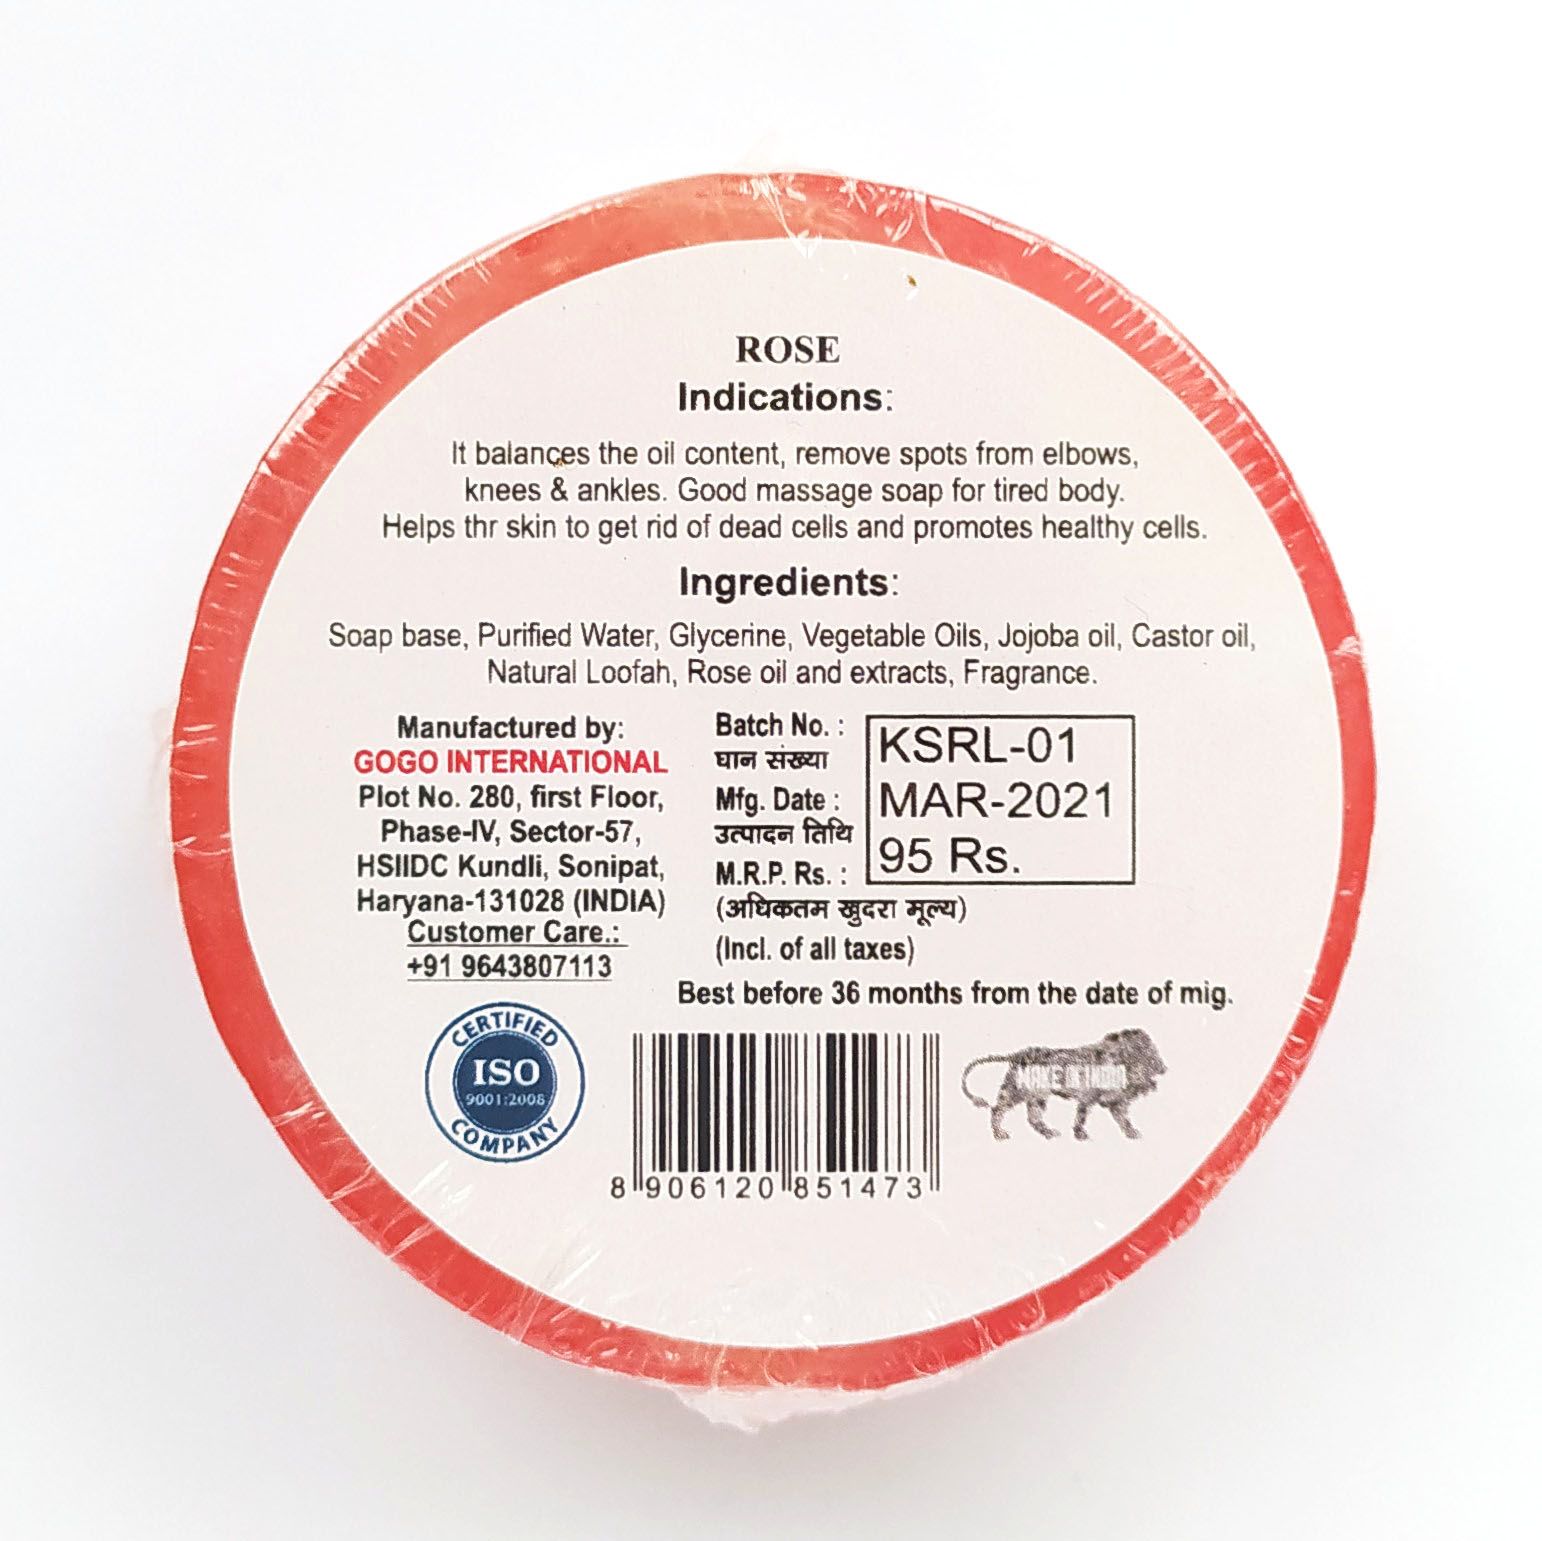 ROSE
Indications:
It balances the oil content, remove spots from elbows,
knees & ankles. Good massage soap for tired body.
Helps thr skin to get rid of dead cells and promotes healthy cells.
Ingredients:
Soap base, Purified Water, Glycerine, Vegetable Oils, Jojoba oil, Castor oil,
Natural Loofah, Rose oil and extracts, Fragrance.
Manufactured by:
GOGO INTERNATIONAL
Plot No. 280, first Floor,
Phase-IV, Sector-57,
HSIIDC Kundli, Sonipat,
Haryana-131028 (INDIA)
Customer Care.:
+91 9643807113
Batch No. :
घान संख्या
KSRL-01
Mfg. Date :
उत्पादन तिथि
MAR-2021
M.R.P. Rs. :
95 Rs.
(अधिकतम खुदरा मूल्य)
(Incl. of all taxes)
Best before 36 months from the date of mig.
CERTIFIED
ISO
9001:2008
COMPANY
8 906120 851473
MAKE IN INDIA